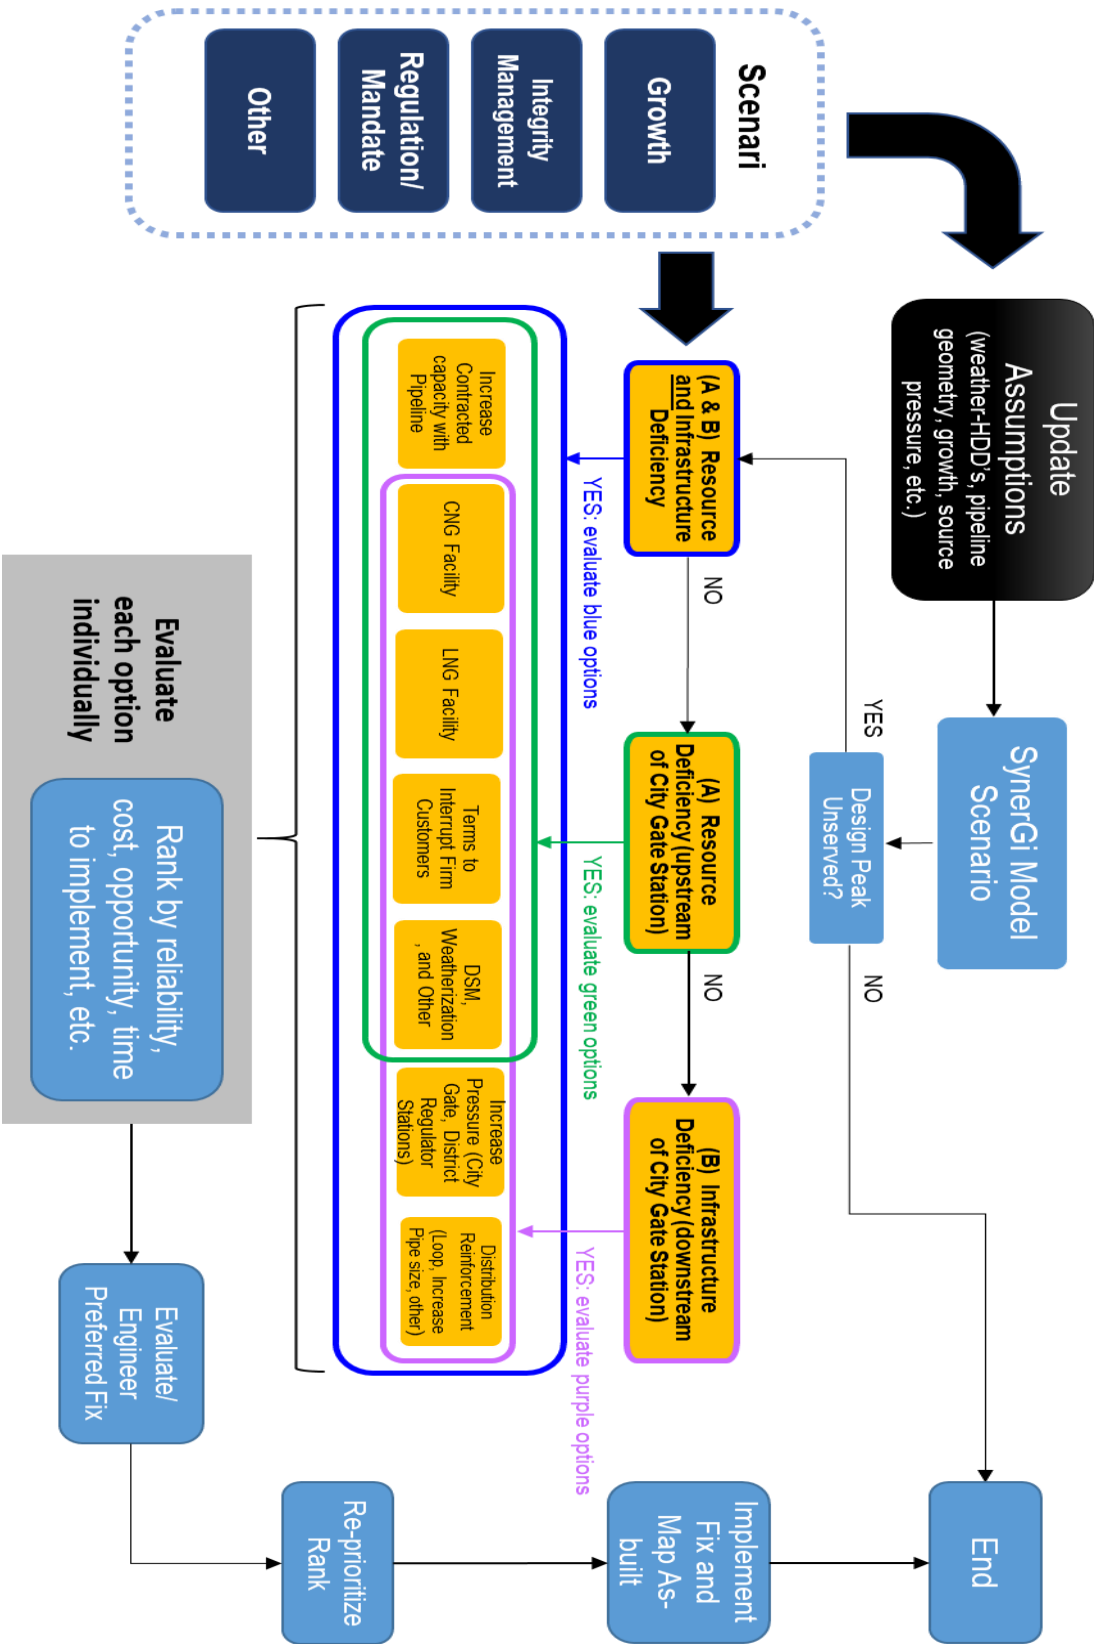 Scenari
Growth
Integrity
Management
Regulation/
Mandate
Other
Update
Assumptions
(weather-HDD's, pipeline
geometry, growth, source
pressure, etc.)
SynerGi Model
Scenario
Design Peak
Unserved?
YES
NO
End
(A & B) Resource
and Infrastructure
Deficiency
NO
(A) Resource
Deficiency (upstream
of City Gate Station)
NO
(B) Infrastructure
Deficiency (downstream
of City Gate Station)
YES: evaluate blue options
YES: evaluate green options
YES: evaluate purple options
Increase
Contracted
capacity with
Pipeline
CNG Facility
LNG Facility
Terms to
Interrupt Firm
Customers
DSM,
Weatherization
, and Other
Increase
Pressure (City
Gate, District
Regulator
Stations)
Distribution
Reinforcement
(Loop, Increase
Pipe size, other)
Evaluate
each option
individually
Rank by reliability,
cost, opportunity, time
to implement, etc.
Evaluate/
Engineer
Preferred Fix
Re-prioritize
Rank
Implement
Fix and
Map As-
built